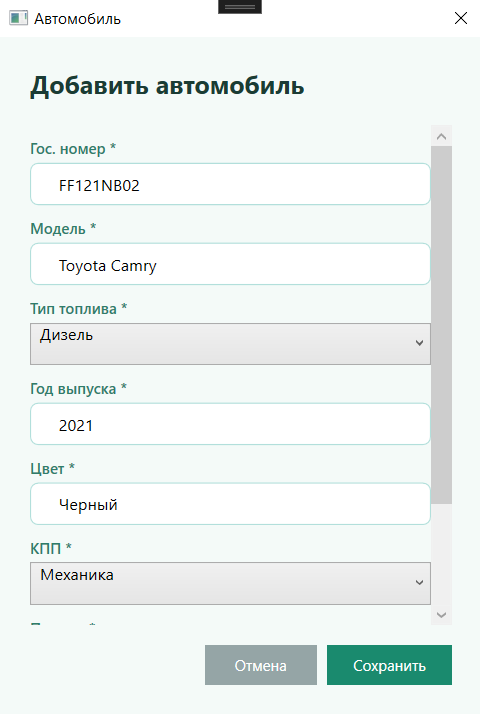 Автомобиль
Добавить автомобиль
Гос. номер *
FF121NB02
Модель *
Toyota Camry
Тип топлива *
Дизель
Год выпуска *
2021
Цвет *
Черный
КПП *
Механика
Отмена
Сохранить